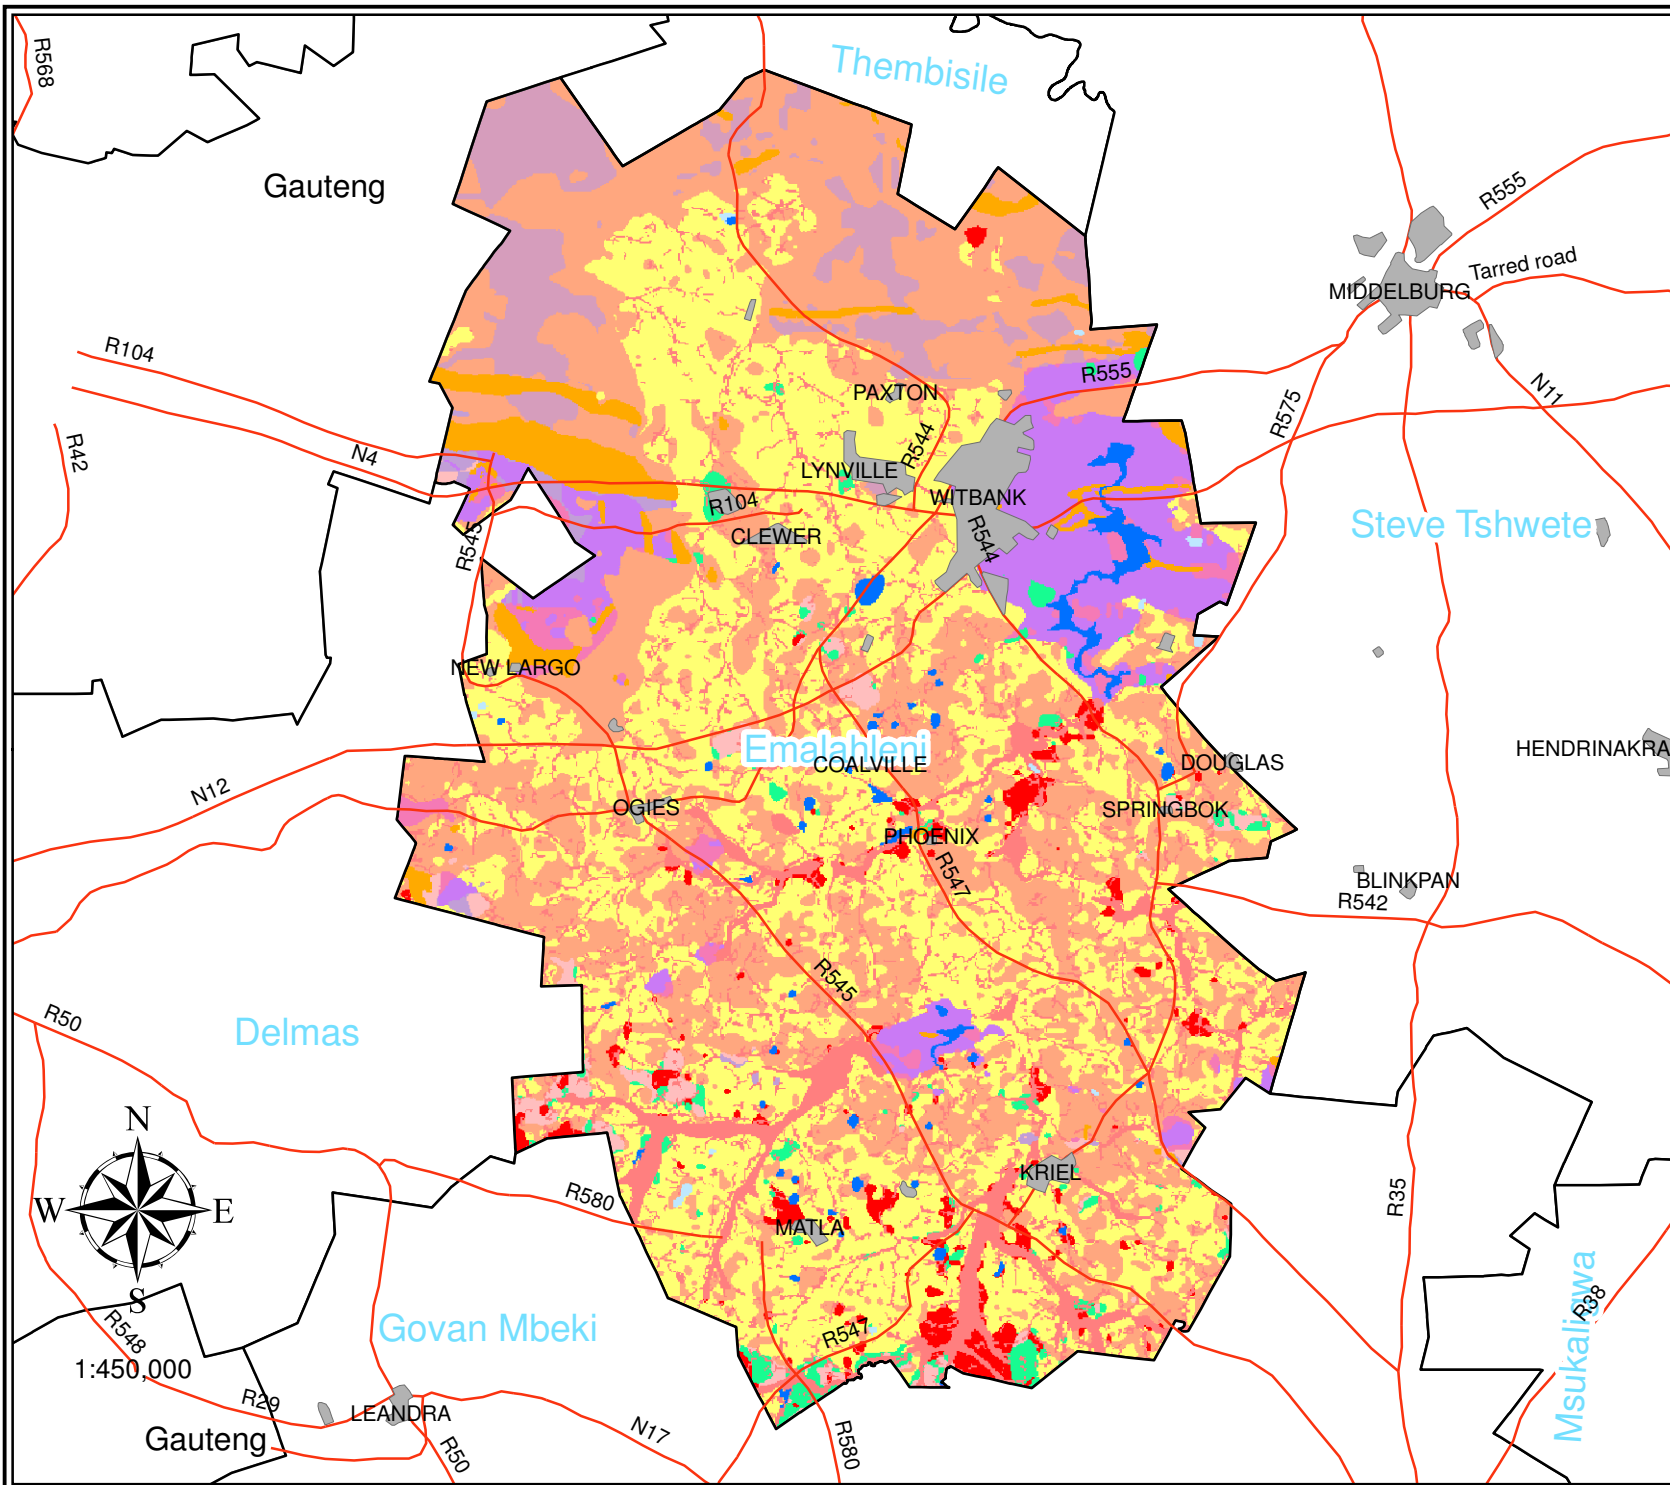 R568
Thembisile
Gauteng
R555
Tarred road
MIDDELBURG
R104
R555
PAXTON
N11
R575
R42
N4
R544
LYNVILLE
R104
WITBANK
CLEWER
R545
R544
Steve Tshwete
NEW LARGO
Emalahleni
COALVILLE
DOUGLAS
HENDRINAKRA
N12
OGIES
SPRINGBOK
PHOENIX
R547
BLINKPAN
R542
R545
R50
Delmas
N
W E
S
KRIEL
R580
MATLA
R35
Msukaligwa
R38
R548
Govan Mbeki
R547
1:450,000
R29
LEANDRA
Gauteng
R50
N17
R580